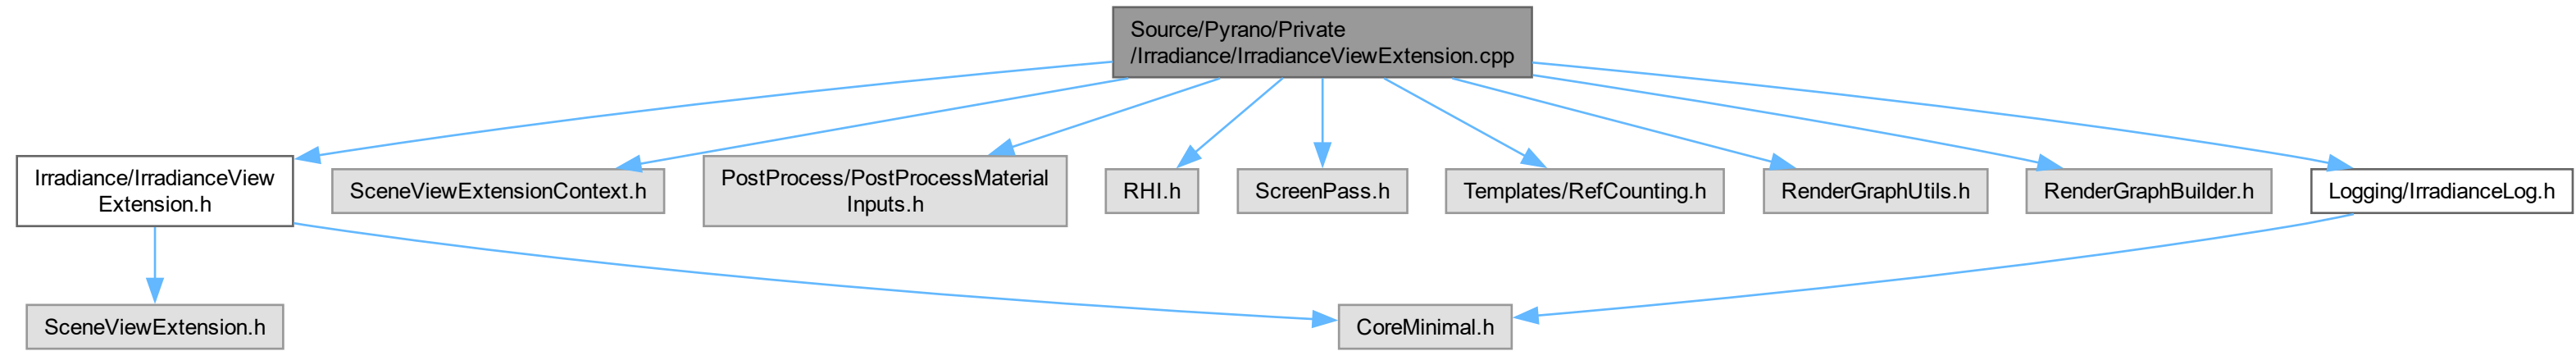 Source/Pyrano/Private
/Irradiance/IrradianceViewExtension.cpp
Irradiance/IrradianceView
Extension.h
SceneViewExtensionContext.h
PostProcess/PostProcessMaterial
Inputs.h
RHI.h
ScreenPass.h
Templates/RefCounting.h
RenderGraphUtils.h
RenderGraphBuilder.h
Logging/IrradianceLog.h
SceneViewExtension.h
CoreMinimal.h